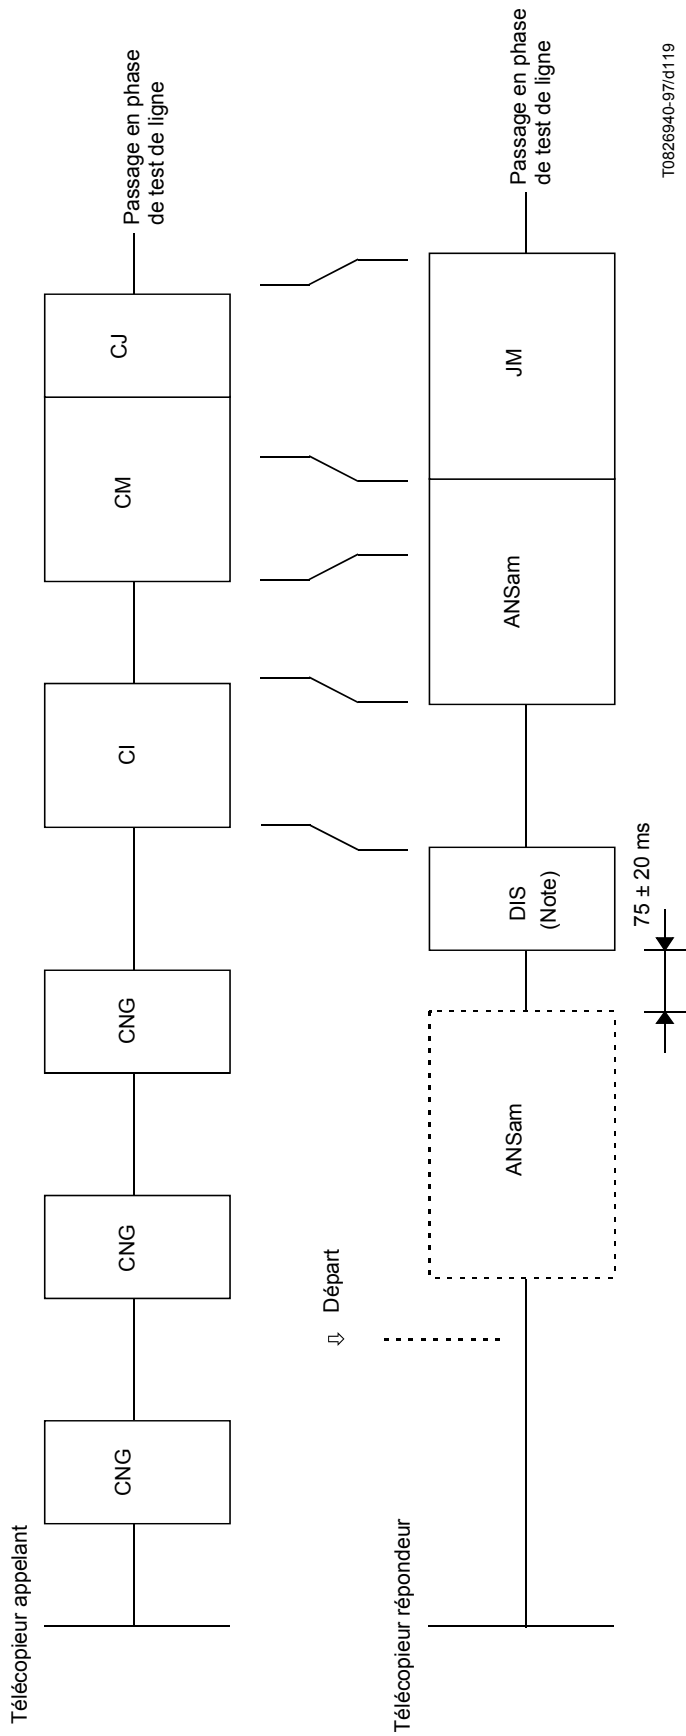 Télécopieur appelant
CNG
CNG
CNG
CI
CM
CJ
Passage en phase
de test de ligne
Départ
Télécopieur répondeur
ANSam
DIS
(Note)
ANSam
JM
Passage en phase
de test de ligne
75 ± 20 ms
T0826940-97/d119